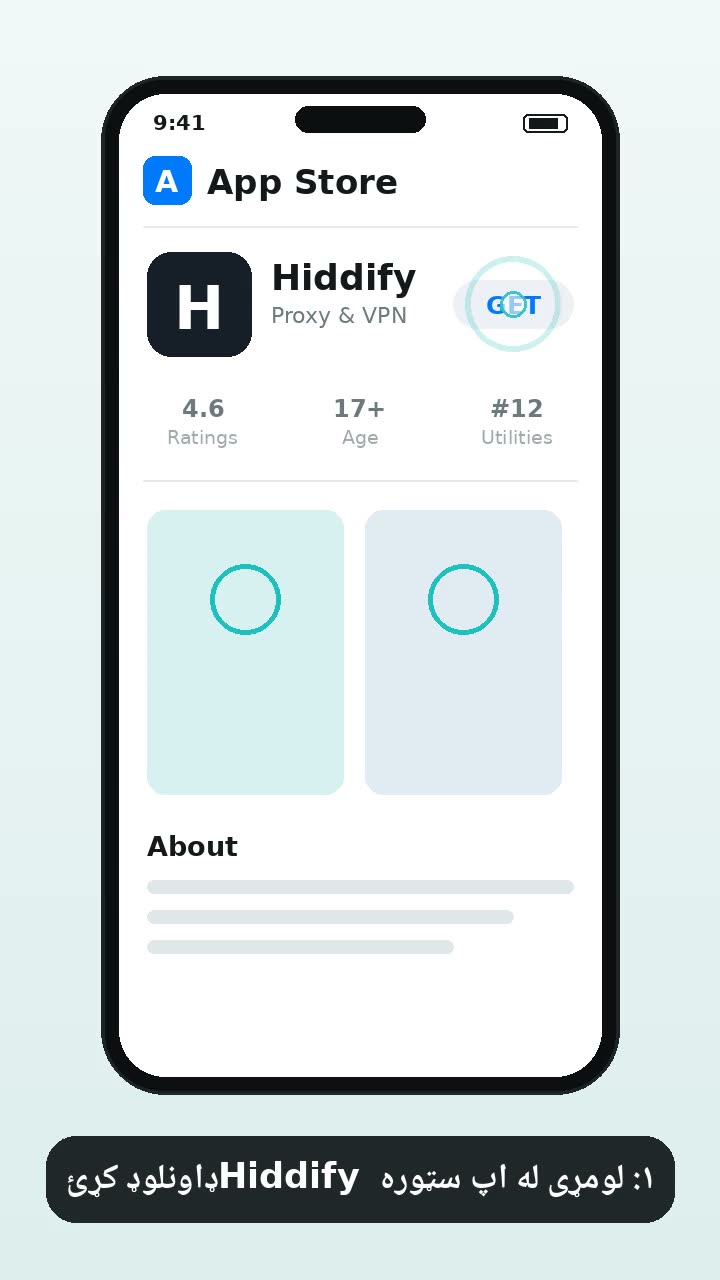 9:41
A App Store
H
Hiddify
Proxy & VPN
GET
4.6 17+ #12
Ratings Age Utilities
About
۱: لومړی له اپ سټوره Hiddify ډاونلوډ کړئ